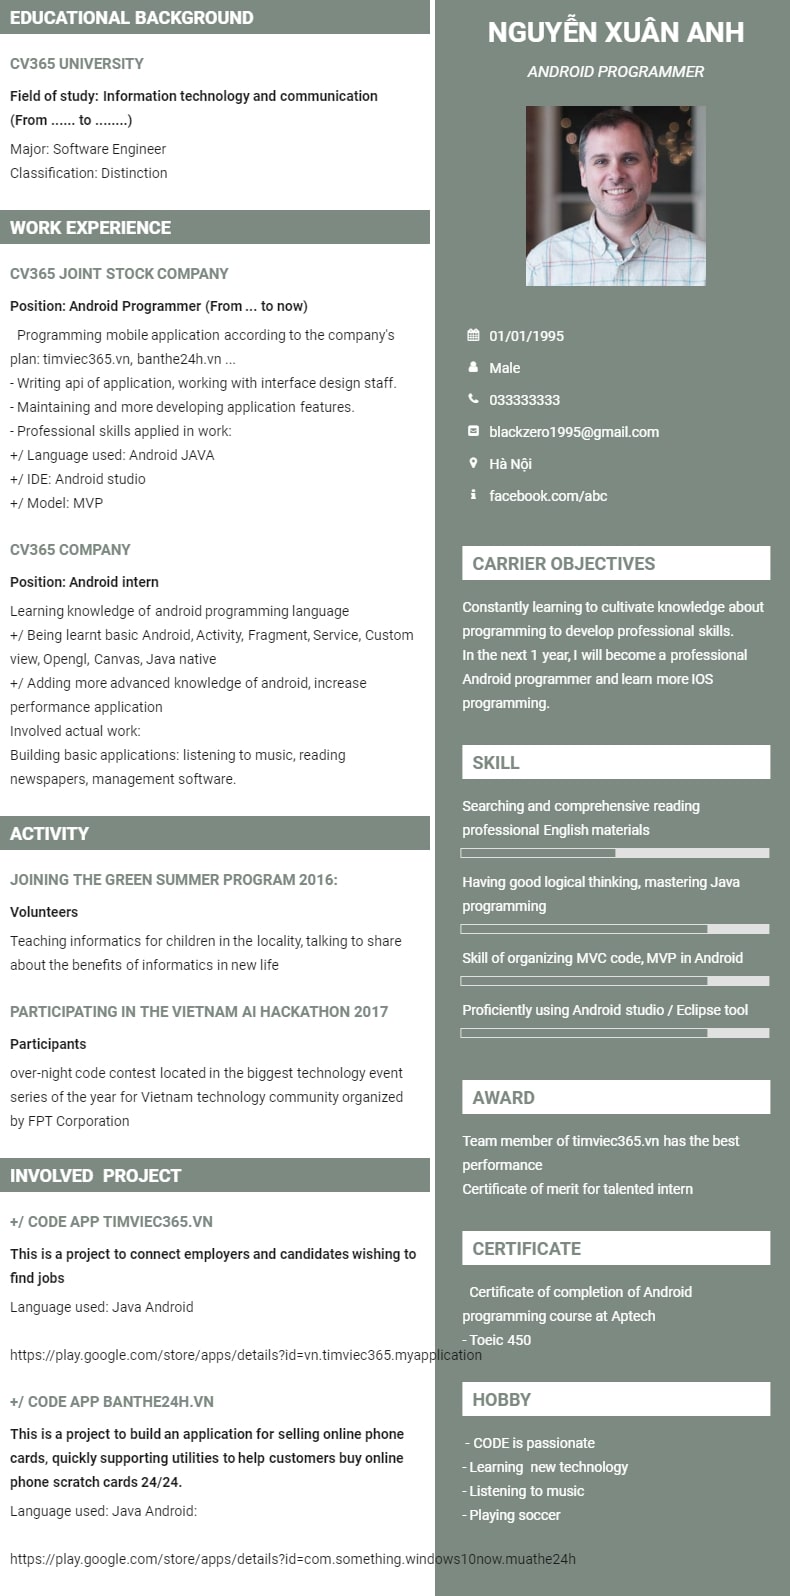 EDUCATIONAL BACKGROUND
CV365 UNIVERSITY
Field of study: Information technology and communication
(From ...... to ........)
Major: Software Engineer
Classification: Distinction
WORK EXPERIENCE
CV365 JOINT STOCK COMPANY
Position: Android Programmer (From ... to now)
Programming mobile application according to the company's
plan: timviec365.vn, banthe24h.vn ...
- Writing api of application, working with interface design staff.
- Maintaining and more developing application features.
- Professional skills applied in work:
+/ Language used: Android JAVA
+/ IDE: Android studio
+/ Model: MVP
CV365 COMPANY
Position: Android intern
Learning knowledge of android programming language
+/ Being learnt basic Android, Activity, Fragment, Service, Custom
view, Opengl, Canvas, Java native
+/ Adding more advanced knowledge of android, increase
performance application
Involved actual work:
Building basic applications: listening to music, reading
newspapers, management software.
ACTIVITY
JOINING THE GREEN SUMMER PROGRAM 2016:
Volunteers
Teaching informatics for children in the locality, talking to share
about the benefits of informatics in new life
PARTICIPATING IN THE VIETNAM AI HACKATHON 2017
Participants
over-night code contest located in the biggest technology event
series of the year for Vietnam technology community organized
by FPT Corporation
INVOLVED PROJECT
+/ CODE APP TIMVIEC365.VN
This is a project to connect employers and candidates wishing to
find jobs
Language used: Java Android
https://play.google.com/store/apps/details?id=vn.timviec365.myapplication
+/ CODE APP BANTHE24H.VN
This is a project to build an application for selling online phone
cards, quickly supporting utilities to help customers buy online
phone scratch cards 24/24.
Language used: Java Android:
https://play.google.com/store/apps/details?id=com.something.windows10now.muathe24h
NGUYỄN XUÂN ANH
ANDROID PROGRAMMER
01/01/1995
Male
033333333
blackzero1995@gmail.com
Hà Nội
facebook.com/abc
CARRIER OBJECTIVES
Constantly learning to cultivate knowledge about
programming to develop professional skills.
In the next 1 year, I will become a professional
Android programmer and learn more IOS
programming.
SKILL
Searching and comprehensive reading
professional English materials
Having good logical thinking, mastering Java
programming
Skill of organizing MVC code, MVP in Android
Proficiently using Android studio / Eclipse tool
AWARD
Team member of timviec365.vn has the best
performance
Certificate of merit for talented intern
CERTIFICATE
Certificate of completion of Android
programming course at Aptech
- Toeic 450
HOBBY
- CODE is passionate
- Learning new technology
- Listening to music
- Playing soccer